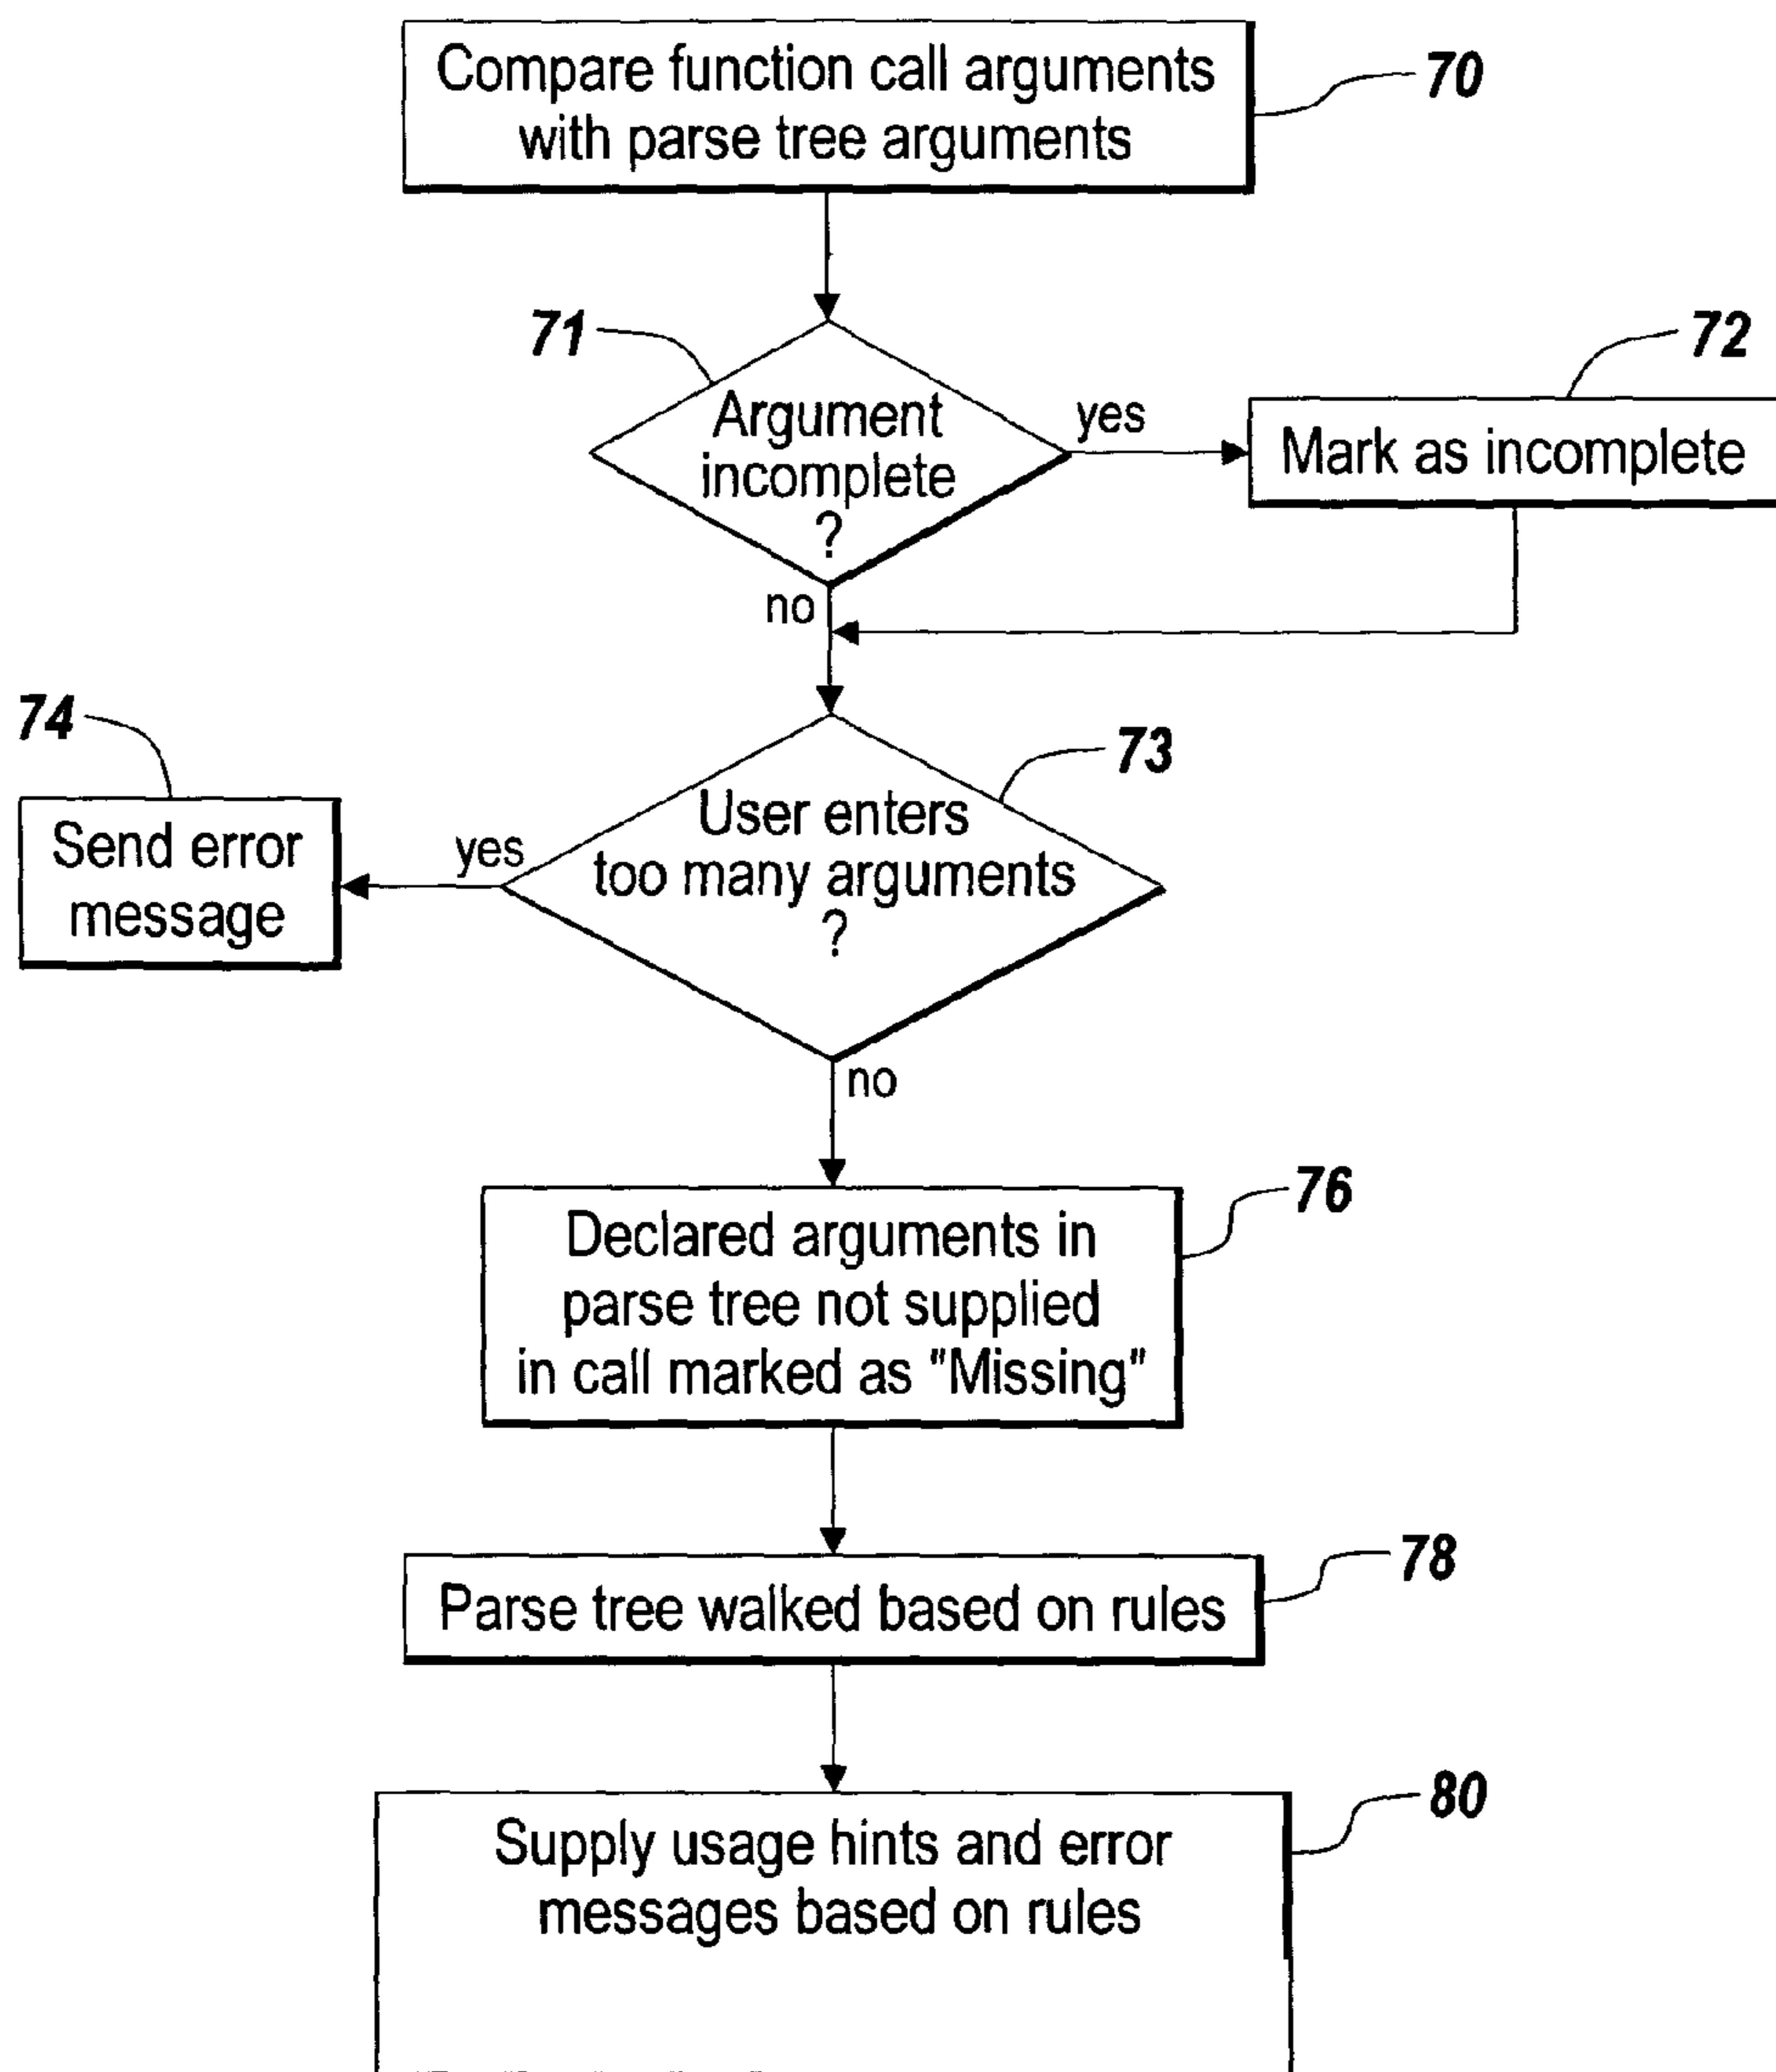 Compare function call arguments
with parse tree arguments
70
71
Argument
incomplete
?
yes
72
Mark as incomplete
no
74
Send error
message
yes
73
User enters
too many arguments
?
no
76
Declared arguments in
parse tree not supplied
in call marked as "Missing"
78
Parse tree walked based on rules
80
Supply usage hints and error
messages based on rules